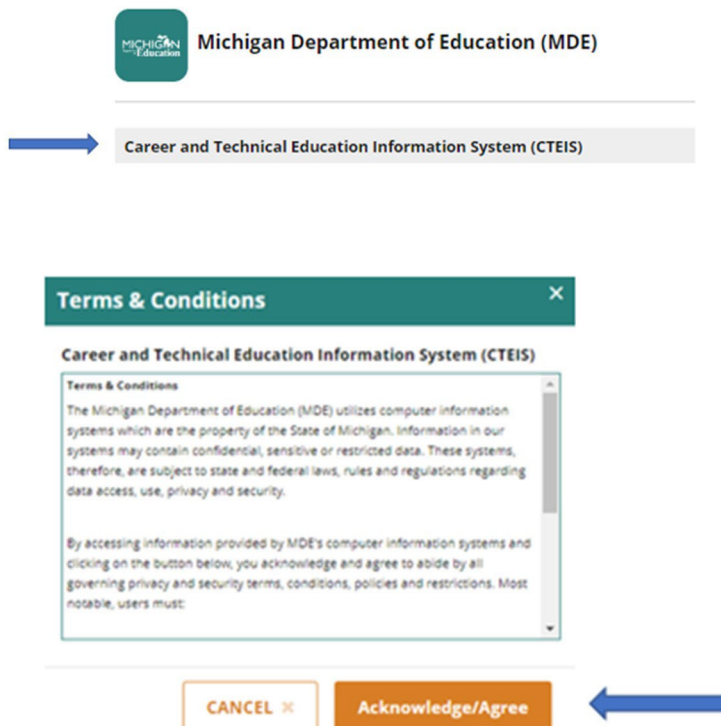 MICHIGAN
Education
Michigan Department of Education (MDE)
Career and Technical Education Information System (CTEIS)
Terms & Conditions ×
Career and Technical Education Information System (CTEIS)
Terms & Conditions
The Michigan Department of Education (MDE) utilizes computer information
systems which are the property of the State of Michigan. Information in our
systems may contain confidential, sensitive or restricted data. These systems,
therefore, are subject to state and federal laws, rules and regulations regarding
data access, use, privacy and security.
By accessing information provided by MDE's computer information systems and
clicking on the button below, you acknowledge and agree to abide by all
governing privacy and security terms, conditions, policies and restrictions. Most
notable, users must:
CANCEL ×
Acknowledge/Agree